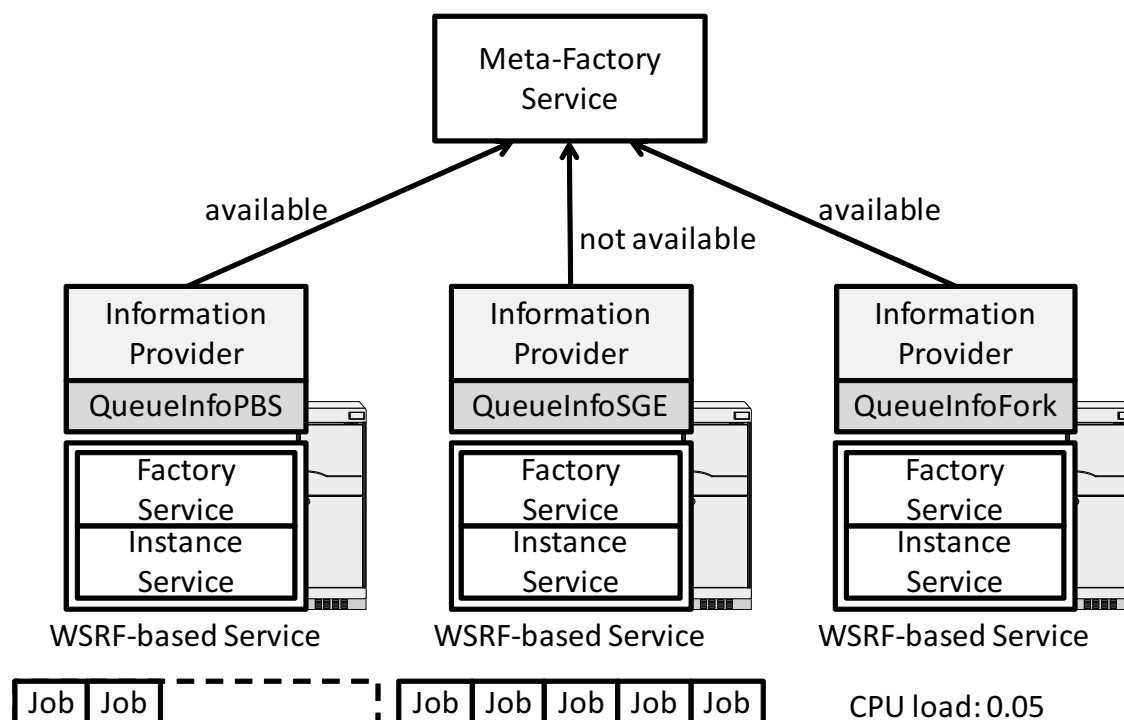 Meta-Factory
Service
available
not available
available
Information
Provider
QueueInfoPBS
Factory
Service
Instance
Service
WSRF-based Service
Information
Provider
QueueInfoSGE
Factory
Service
Instance
Service
WSRF-based Service
Information
Provider
QueueInfoFork
Factory
Service
Instance
Service
WSRF-based Service
Job Job
Job Job Job Job Job
CPU load: 0.05